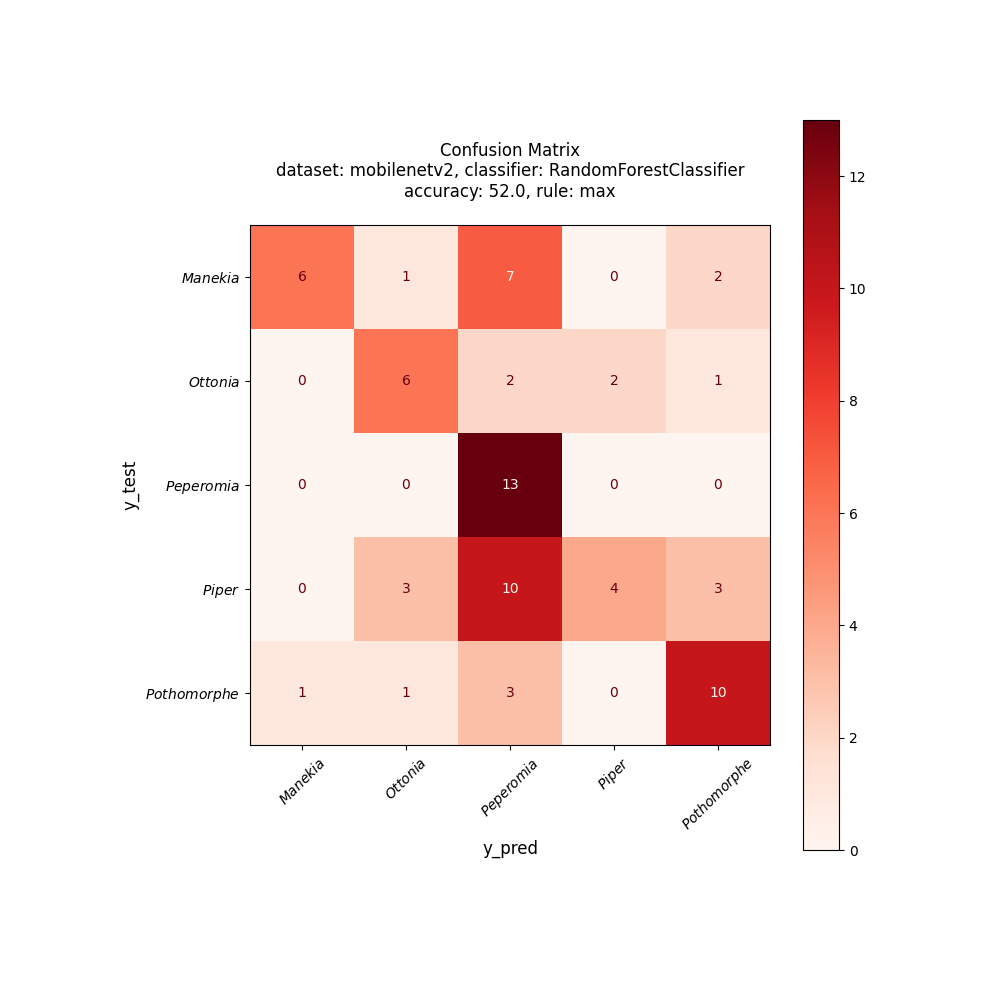 Confusion Matrix
dataset: mobilenetv2, classifier: RandomForestClassifier
accuracy: 52.0, rule: max
y_test
Manekia 6 1 7 0 2
Ottonia 0 6 2 2 1
Peperomia 0 0 13 0 0
Piper 0 3 10 4 3
Pothomorphe 1 1 3 0 10
Manekia Ottonia Peperomia Piper Pothomorphe
y_pred
12
10
8
6
4
2
0